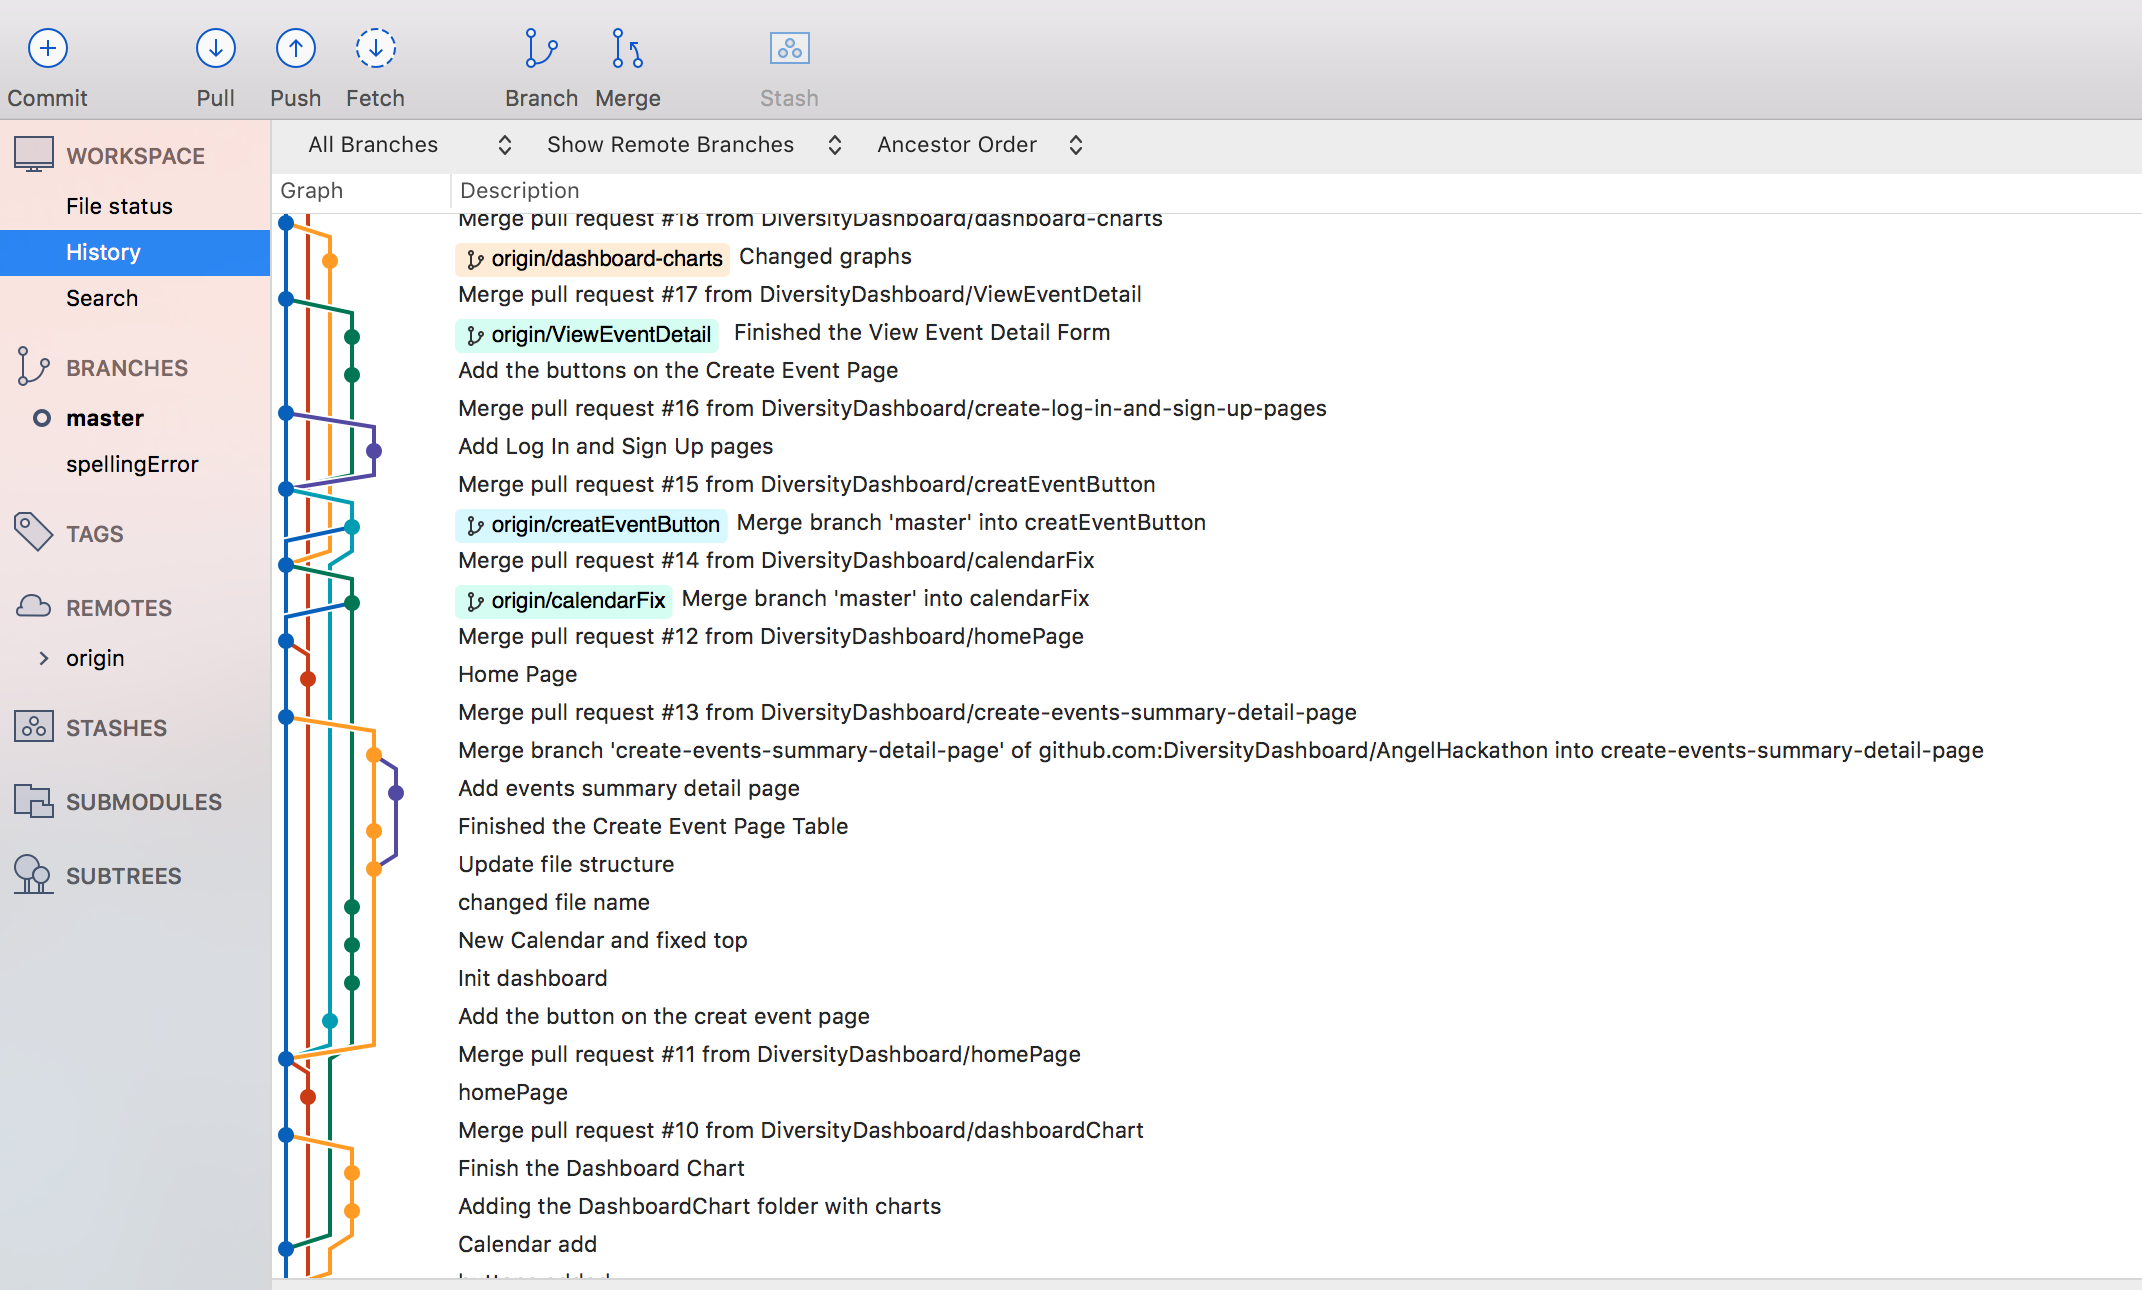 Commit Pull Push Fetch Branch Merge Stash
WORKSPACE
File status
History
Search
BRANCHES
master
spellingError
TAGS
REMOTES
origin
STASHES
SUBMODULES
SUBTREES
All Branches Show Remote Branches Ancestor Order
Graph Description
Merge pull request #18 from DiversityDashboard/dashboard-charts
origin/dashboard-charts Changed graphs
Merge pull request #17 from DiversityDashboard/ViewEventDetail
origin/ViewEventDetail Finished the View Event Detail Form
Add the buttons on the Create Event Page
Merge pull request #16 from DiversityDashboard/create-log-in-and-sign-up-pages
Add Log In and Sign Up pages
Merge pull request #15 from DiversityDashboard/creatEventButton
origin/creatEventButton Merge branch 'master' into creatEventButton
Merge pull request #14 from DiversityDashboard/calendarFix
origin/calendarFix Merge branch 'master' into calendarFix
Merge pull request #12 from DiversityDashboard/homePage
Home Page
Merge pull request #13 from DiversityDashboard/create-events-summary-detail-page
Merge branch 'create-events-summary-detail-page' of github.com:DiversityDashboard/AngelHackathon into create-events-summary-detail-page
Add events summary detail page
Finished the Create Event Page Table
Update file structure
changed file name
New Calendar and fixed top
Init dashboard
Add the button on the creat event page
Merge pull request #11 from DiversityDashboard/homePage
homePage
Merge pull request #10 from DiversityDashboard/dashboardChart
Finish the Dashboard Chart
Adding the DashboardChart folder with charts
Calendar add